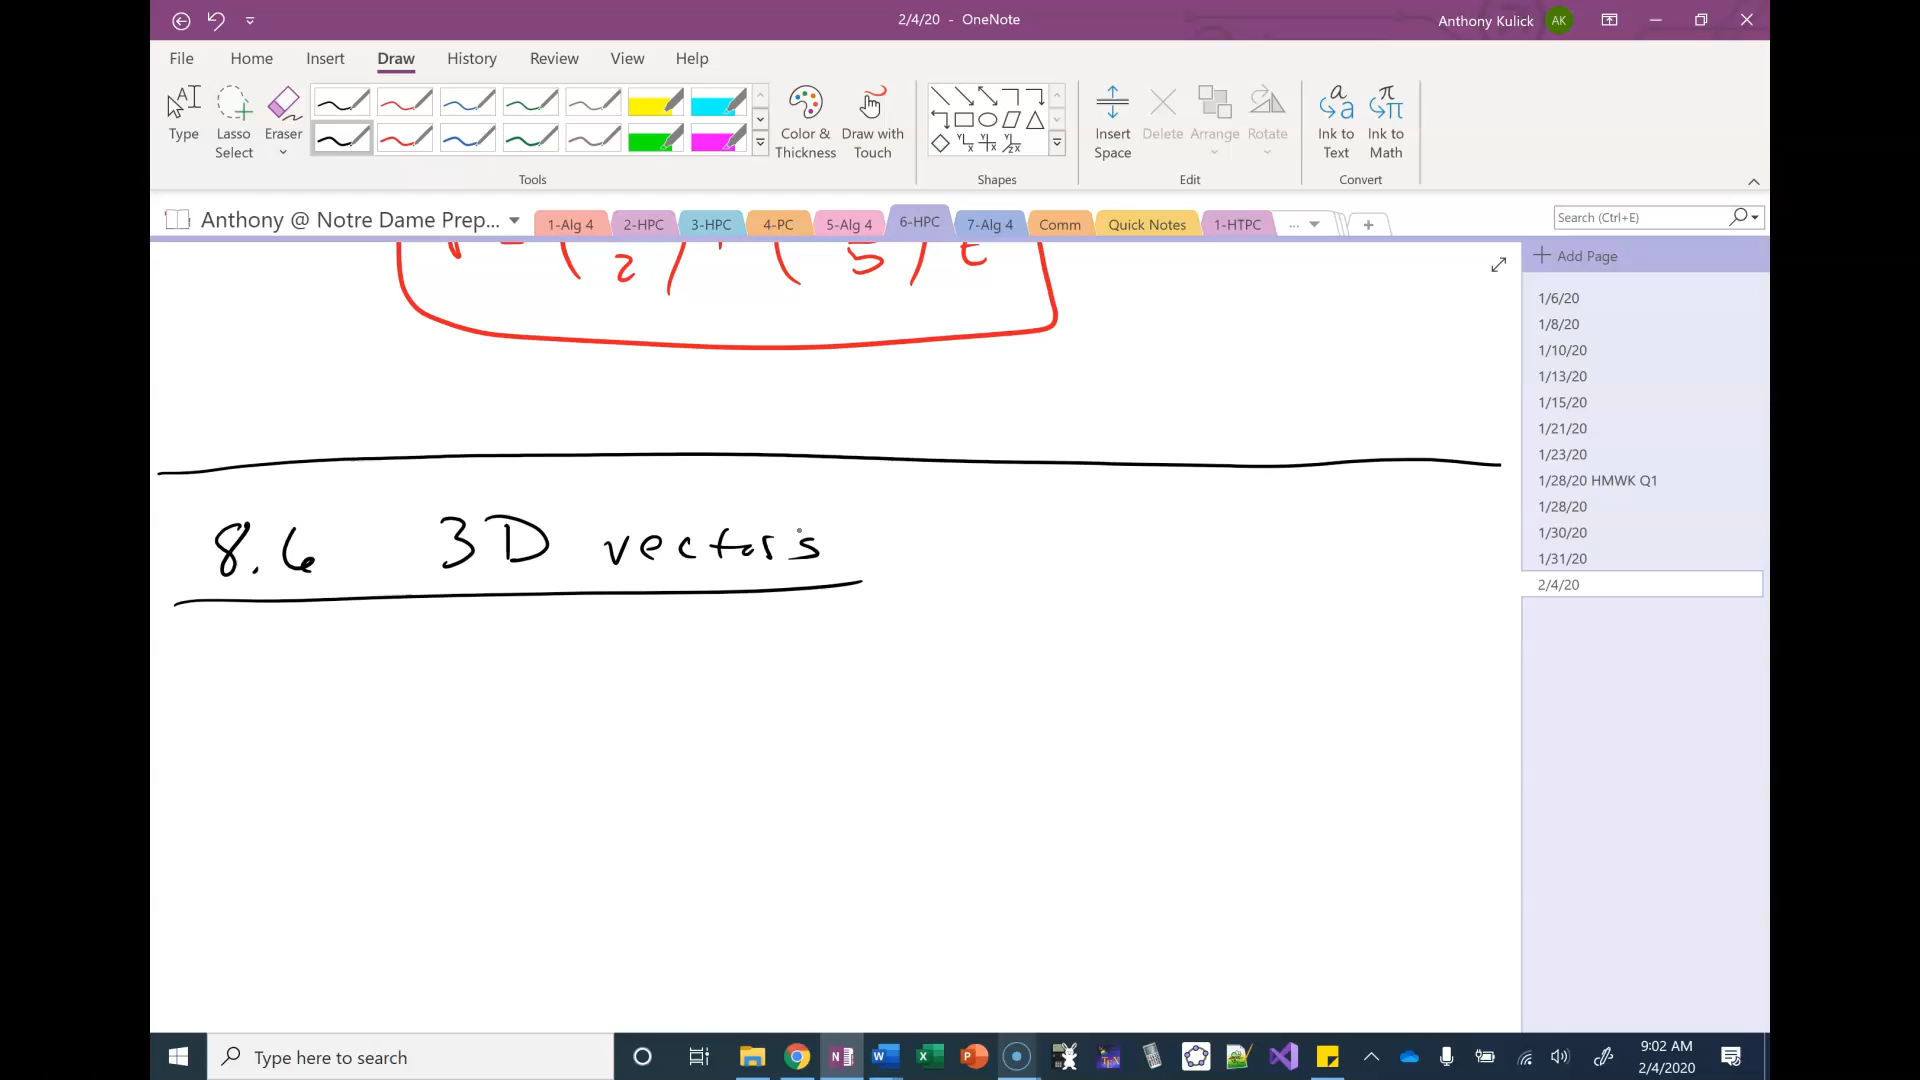 2/4/20 - OneNote
Anthony Kulick AK
File Home Insert Draw History Review View Help
Type
Lasso Select
Eraser
Color & Thickness
Draw with Touch
Insert Space
Delete
Arrange
Rotate
Ink to Text
Ink to Math
Tools
Shapes
Edit
Convert
Anthony @ Notre Dame Prep...
1-Alg 4
2-HPC
3-HPC
4-PC
5-Alg 4
6-HPC
7-Alg 4
Comm
Quick Notes
1-HTPC
...
Search (Ctrl+E)
Add Page
1/6/20
1/8/20
1/10/20
1/13/20
1/15/20
1/21/20
1/23/20
1/28/20 HMWK Q1
1/28/20
1/30/20
1/31/20
2/4/20
( 2 ) ( 5 ) t
8.6 3D vectors
Type here to search
9:02 AM
2/4/2020